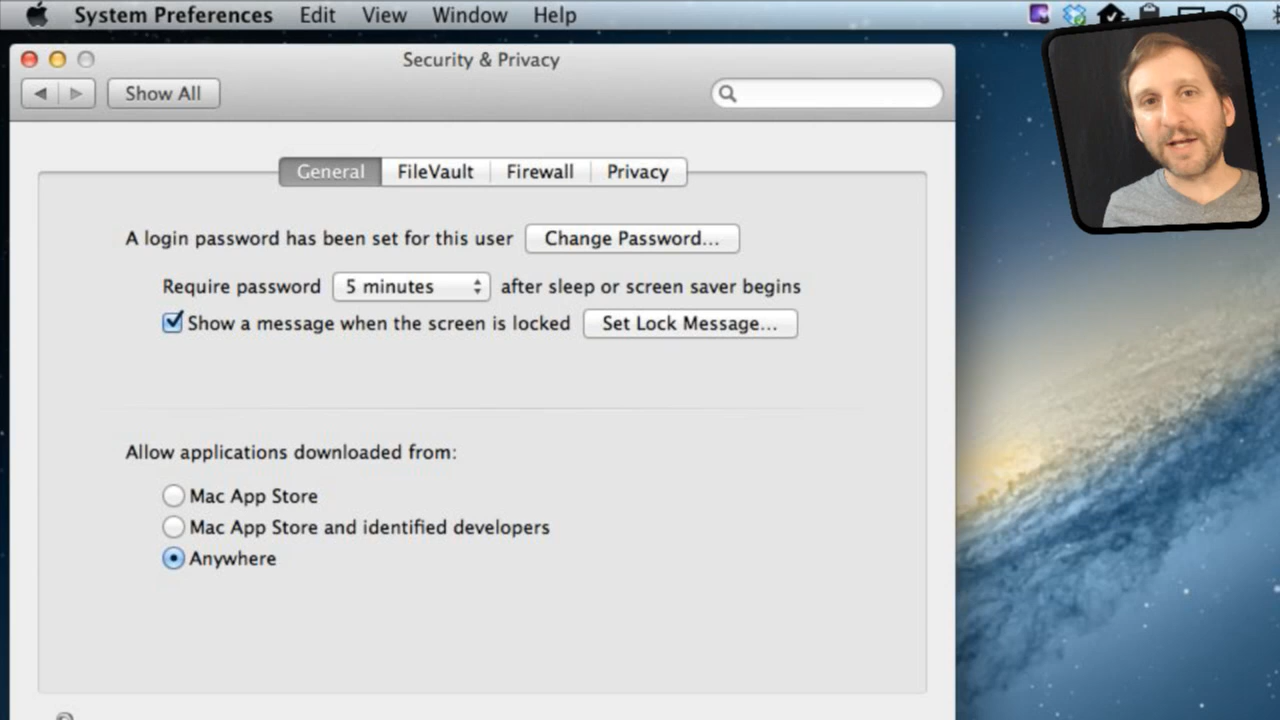 System Preferences Edit View Window Help
Security & Privacy
Show All
General FileVault Firewall Privacy
A login password has been set for this user Change Password...
Require password 5 minutes after sleep or screen saver begins
Show a message when the screen is locked Set Lock Message...
Allow applications downloaded from:
Mac App Store
Mac App Store and identified developers
Anywhere